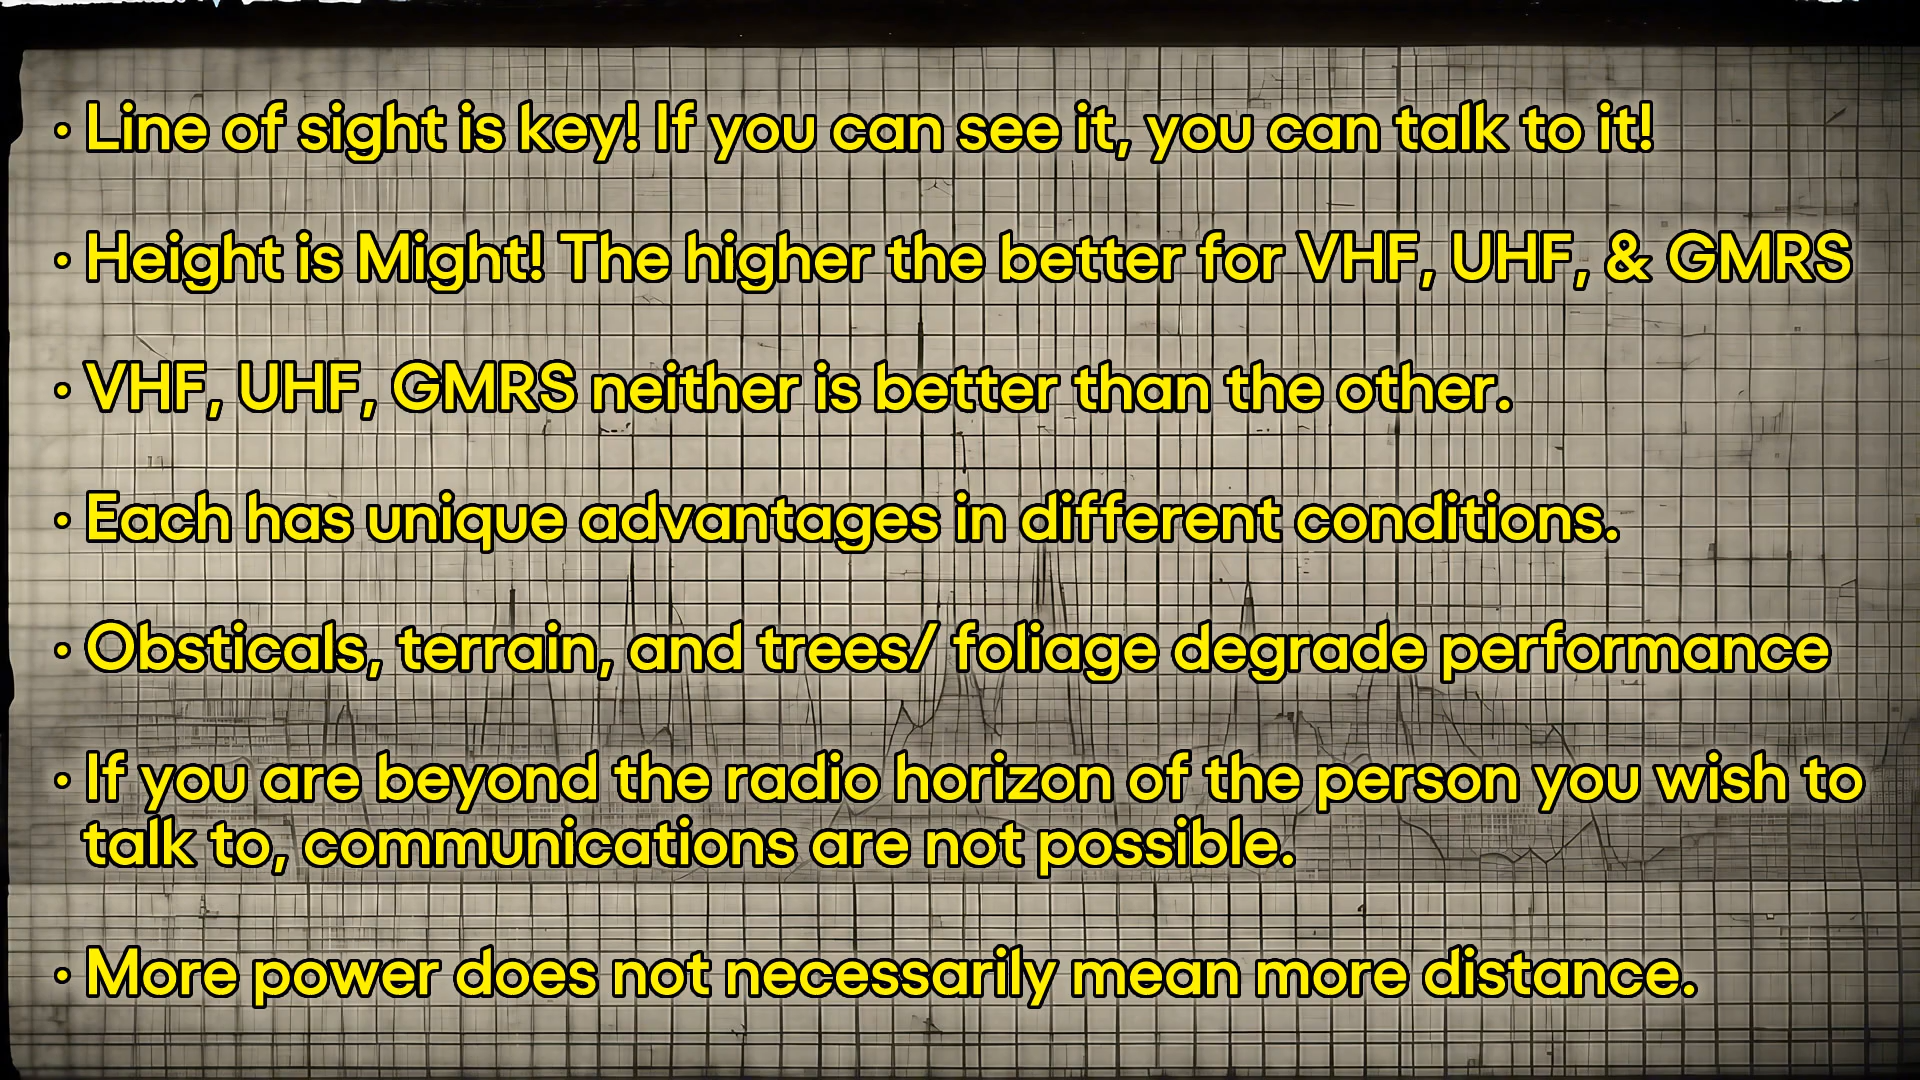 • Line of sight is key! If you can see it, you can talk to it!
• Height is Might! The higher the better for VHF, UHF, & GMRS
• VHF, UHF, GMRS neither is better than the other.
• Each has unique advantages in different conditions.
• Obsticals, terrain, and trees/ foliage degrade performance
• If you are beyond the radio horizon of the person you wish to
talk to, communications are not possible.
• More power does not necessarily mean more distance.